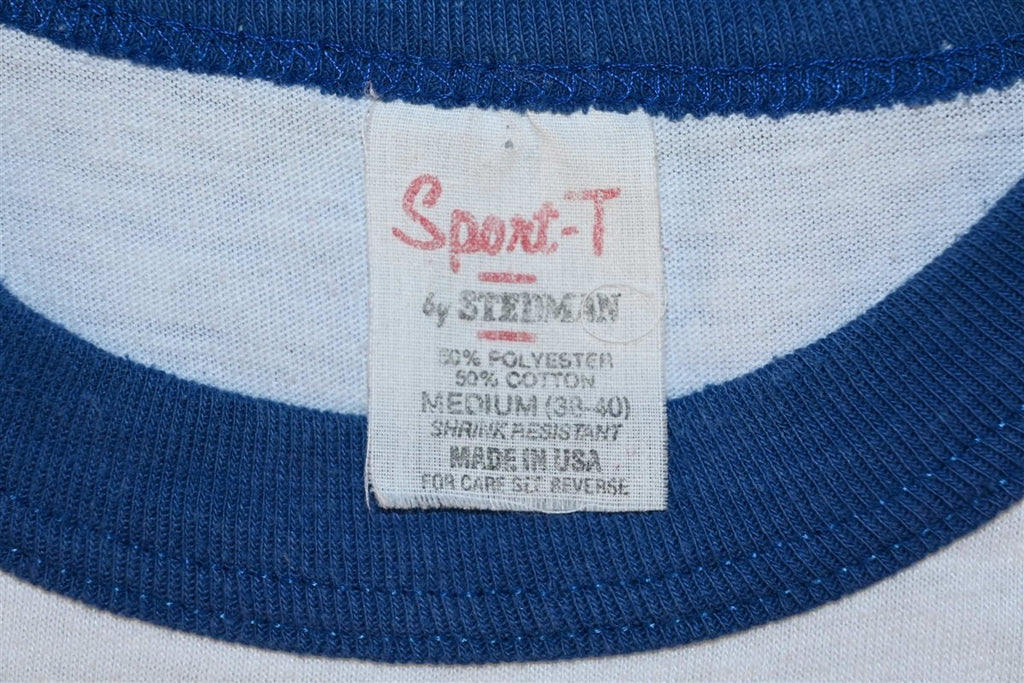 Sport-T
by STEDMAN
50% POLYESTER
50% COTTON
MEDIUM (38-40)
SHRINK RESISTANT
MADE IN USA
FOR CARE SEE REVERSE